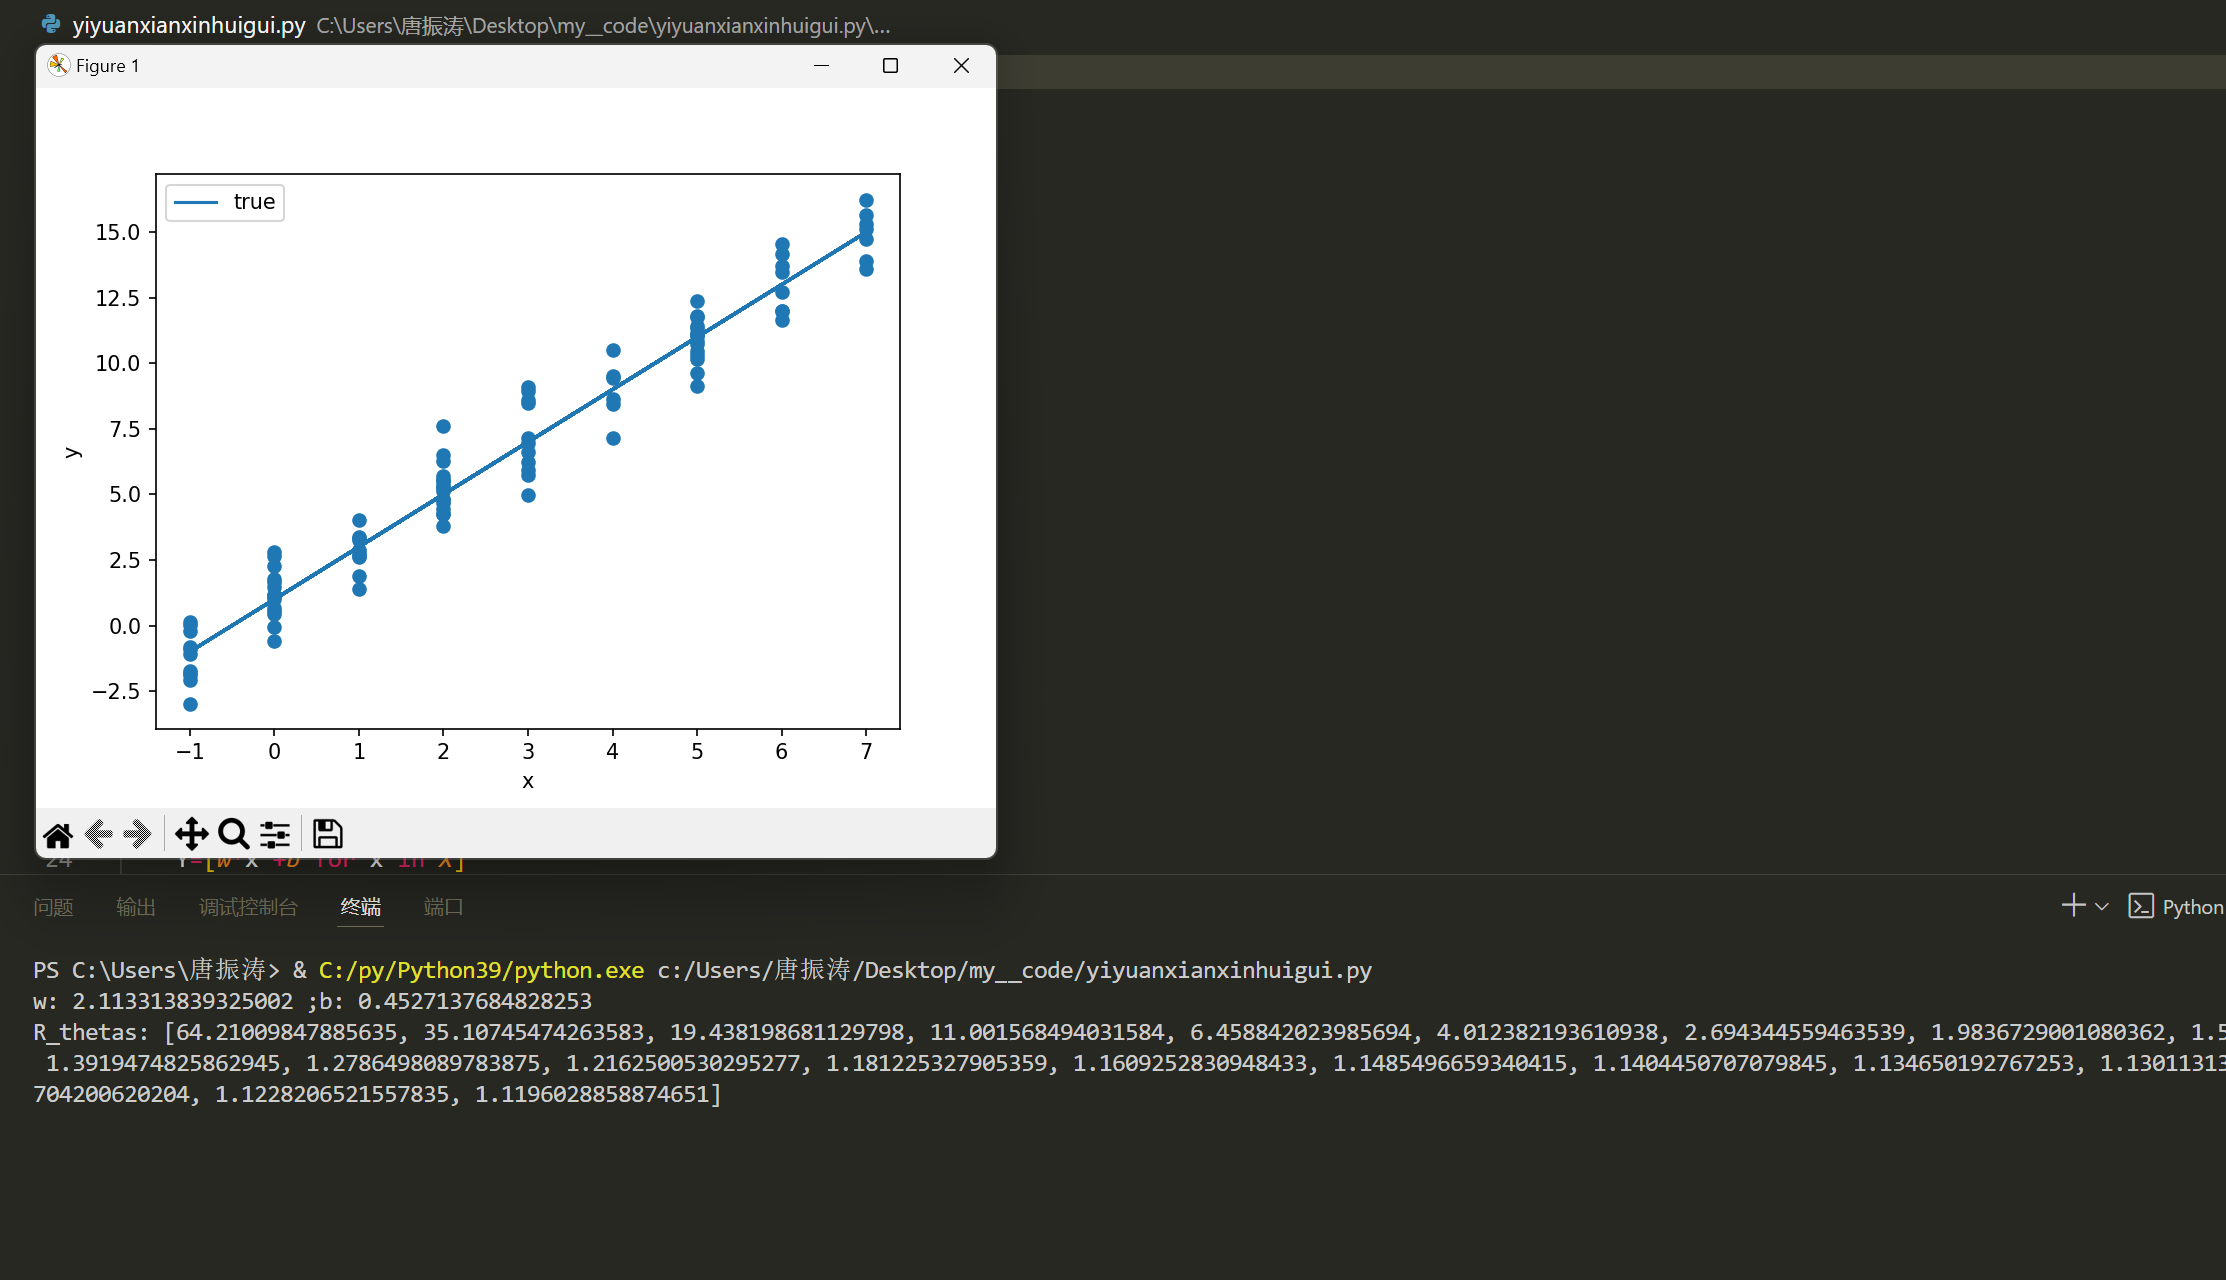 yiyuanxianxinhuigui.py C:\Users\唐振涛\Desktop\my__code\yiyuanxianxinhuigui.py\...
Figure 1
true
15.0
12.5
10.0
7.5
5.0
2.5
0.0
−2.5
y
−1 0 1 2 3 4 5 6 7
x
24 Y=[w*x +b for x in X]
问题 输出 调试控制台 终端 端口
Python
PS C:\Users\唐振涛> & C:/py/Python39/python.exe c:/Users/唐振涛/Desktop/my__code/yiyuanxianxinhuigui.py
w: 2.113313839325002 ;b: 0.4527137684828253
R_thetas: [64.21009847885635, 35.10745474263583, 19.438198681129798, 11.001568494031584, 6.458842023985694, 4.012382193610938, 2.694344559463539, 1.9836729001080362, 1.5
1.3919474825862945, 1.2786498089783875, 1.2162500530295277, 1.181225327905359, 1.1609252830948433, 1.1485496659340415, 1.1404450707079845, 1.134650192767253, 1.13011313
704200620204, 1.1228206521557835, 1.1196028858874651]